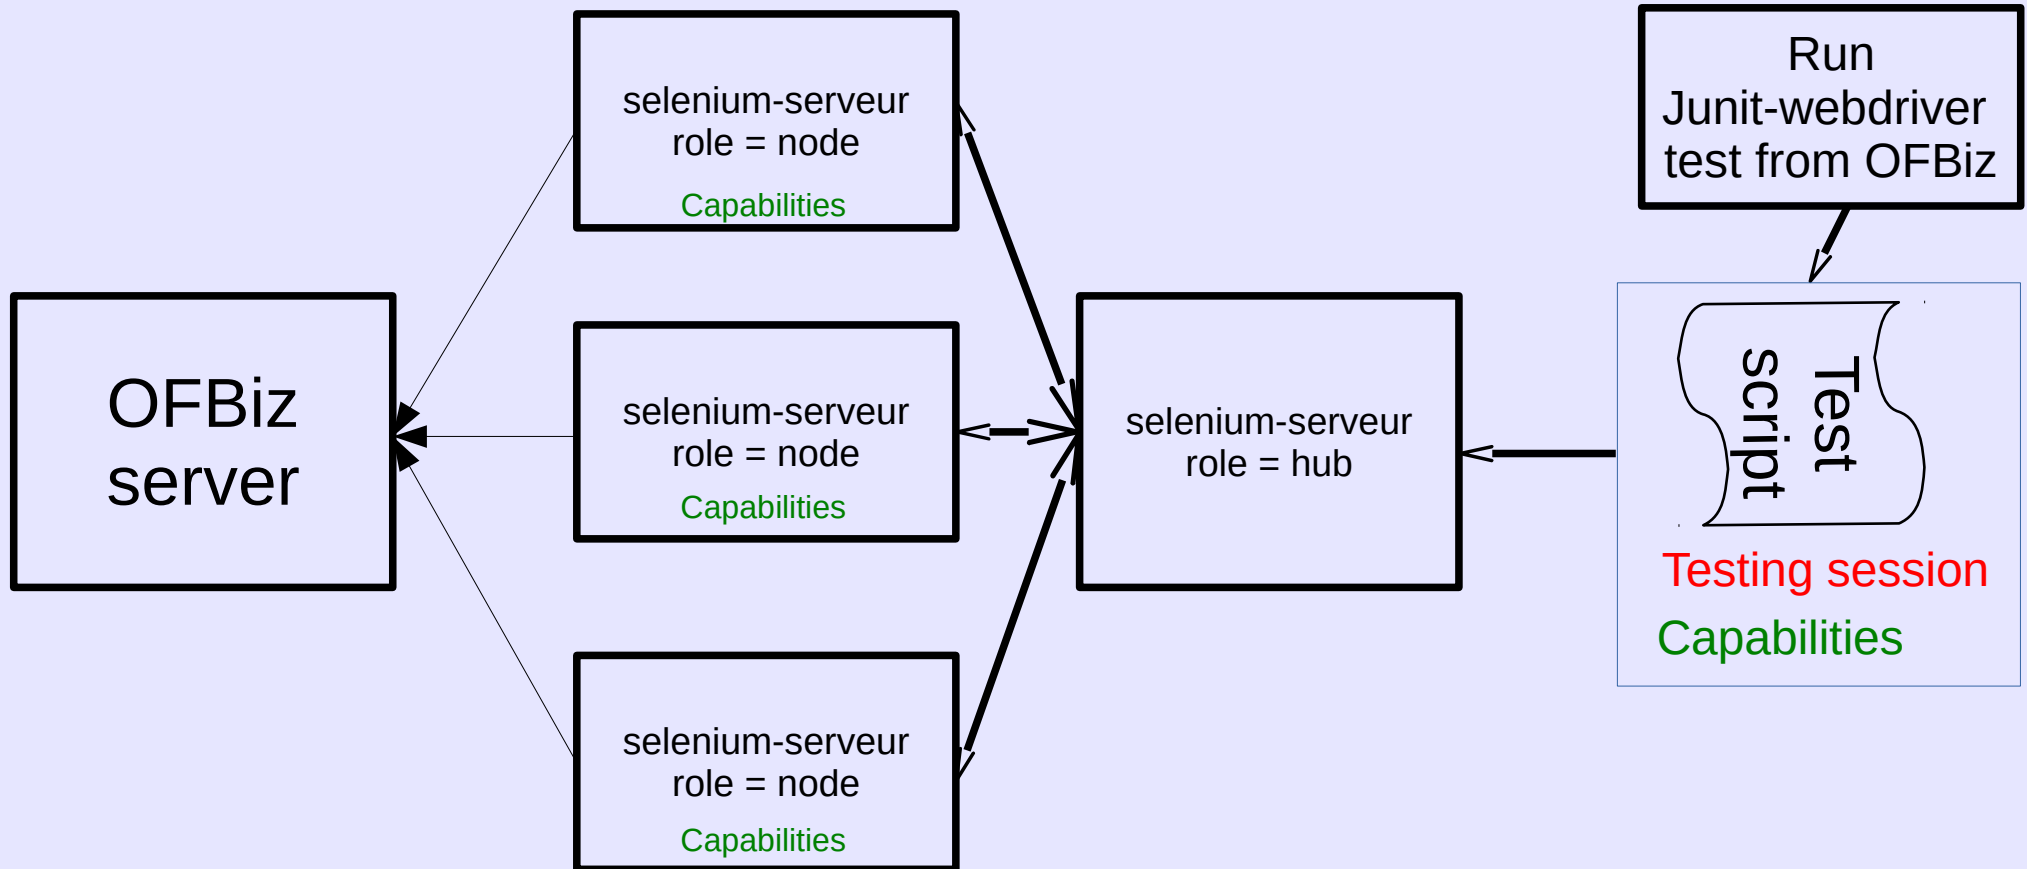 OFBiz
server
selenium-serveur
role = node
Capabilities
selenium-serveur
role = node
Capabilities
selenium-serveur
role = node
Capabilities
selenium-serveur
role = hub
Run
Junit-webdriver
test from OFBiz
Test
script
Testing session
Capabilities